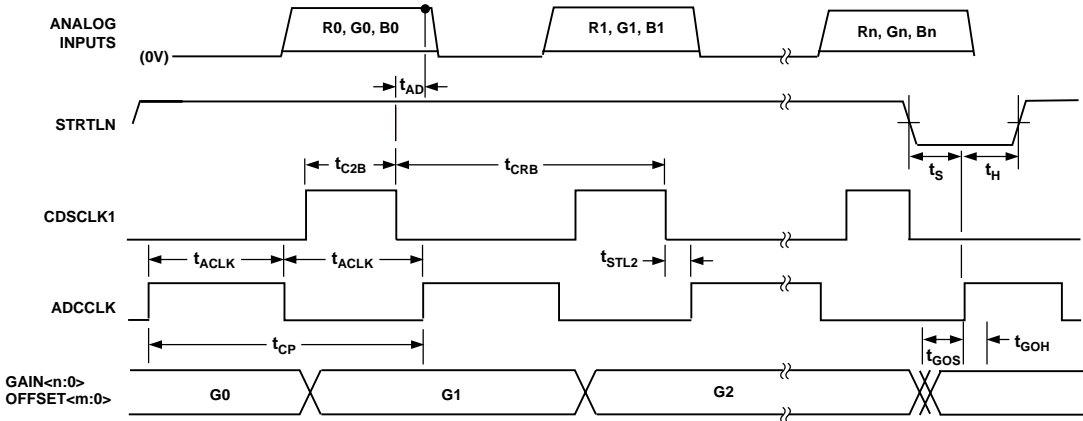 ANALOG
INPUTS
(0V)
R0, G0, B0
R1, G1, B1
Rn, Gn, Bn
tAD
STRTLN
tS
tH
tC2B
tCRB
CDSCLK1
tACLK
tACLK
tSTL2
ADCCLK
tCP
tGOS
tGOH
GAIN<n:0>
OFFSET<m:0>
G0
G1
G2